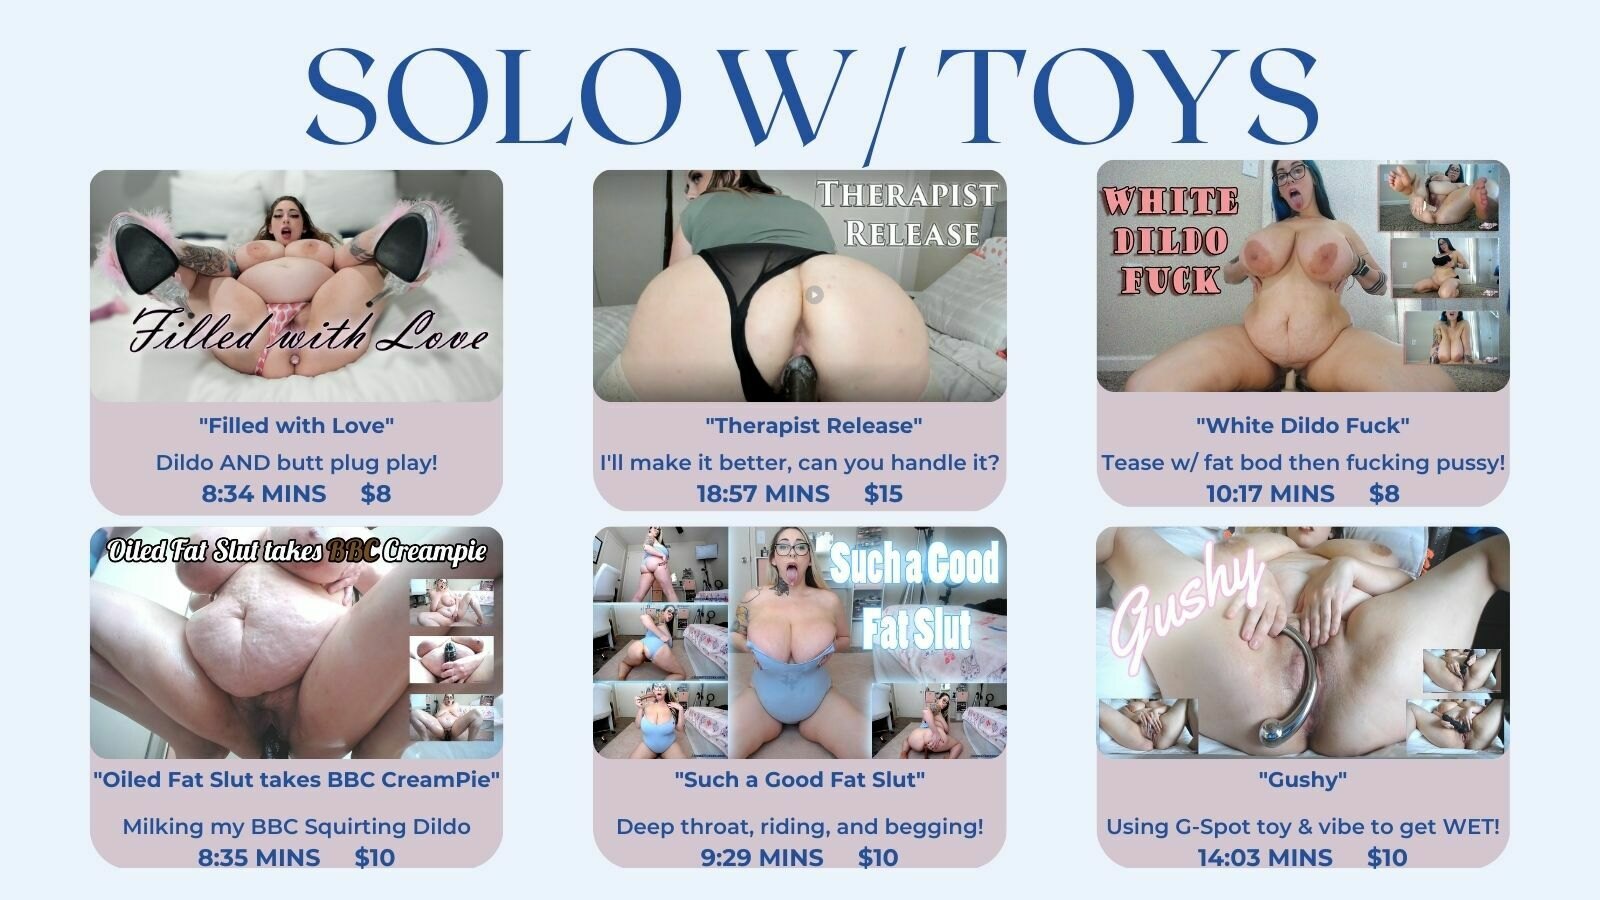 SOLO W/ TOYS
Filled with Love
"Filled with Love"
Dildo AND butt plug play!
8:34 MINS $8
THERAPIST
RELEASE
"Therapist Release"
I'll make it better, can you handle it?
18:57 MINS $15
WHITE
DILDO
FUCK
"White Dildo Fuck"
Tease w/ fat bod then fucking pussy!
10:17 MINS $8
Oiled Fat Slut takes BBC Creampie
"Oiled Fat Slut takes BBC CreamPie"
Milking my BBC Squirting Dildo
8:35 MINS $10
Such a Good
Fat Slut
"Such a Good Fat Slut"
Deep throat, riding, and begging!
9:29 MINS $10
Gushy
"Gushy"
Using G-Spot toy & vibe to get WET!
14:03 MINS $10